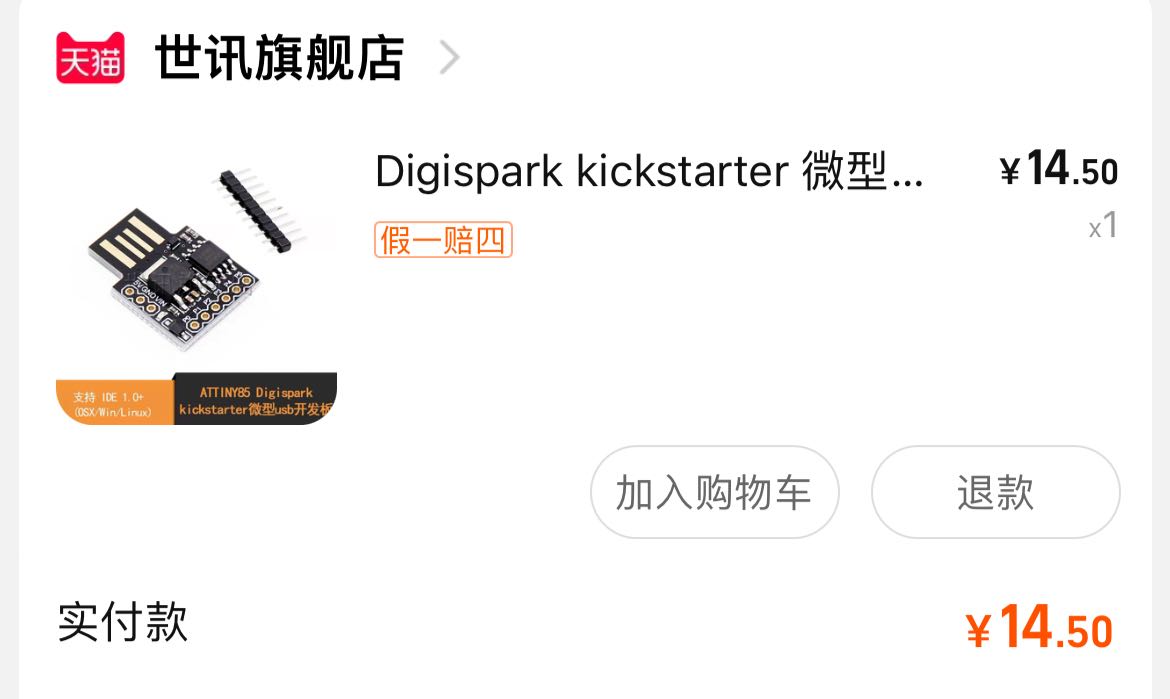 天猫 世讯旗舰店
Digispark kickstarter 微型... ¥14.50
假一赔四 x1
5V GND VIN
支持 IDE 1.0+
(OSX/Win/Linux)
ATTINY85 Digispark
kickstarter微型usb开发板
加入购物车 退款
实付款 ¥14.50